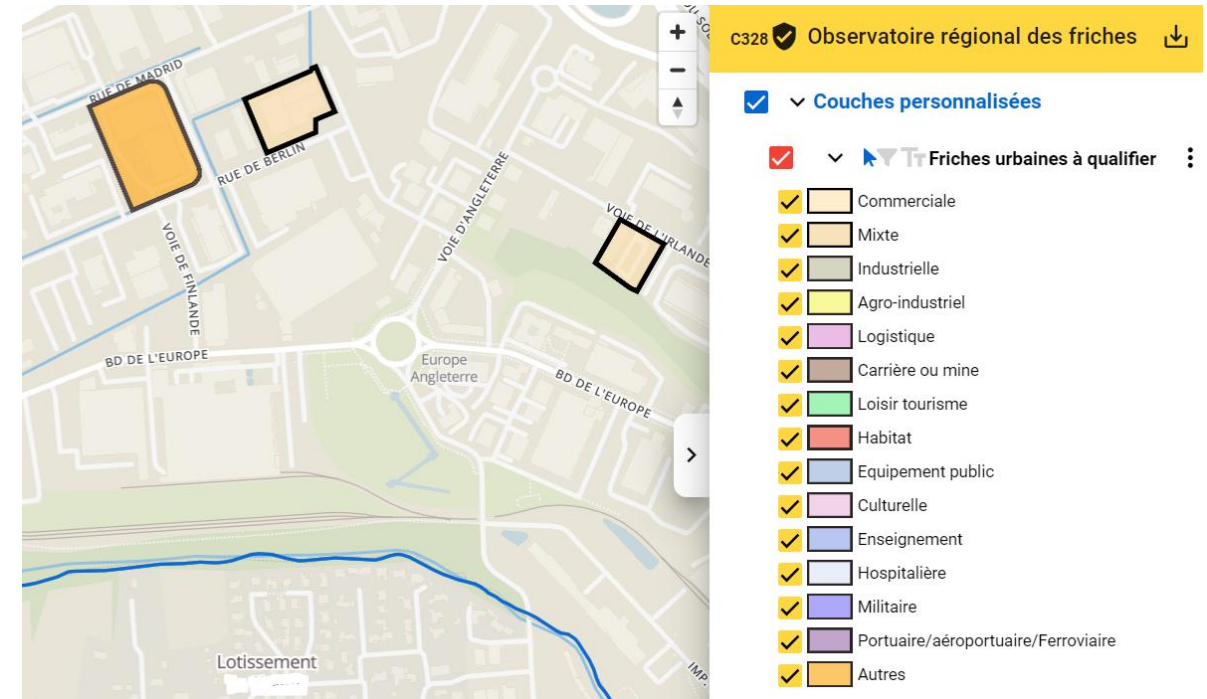 C328 Observatoire régional des friches
Couches personnalisées
Friches urbaines à qualifier
Commerciale
Mixte
Industrielle
Agro-industriel
Logistique
Carrière ou mine
Loisir tourisme
Habitat
Equipement public
Culturelle
Enseignement
Hospitalière
Militaire
Portuaire/aéroportuaire/Ferroviaire
Autres
RUE DE MADRID
RUE DE BERLIN
VOIE D'ANGLETERRE
VOIE DE L'IRLANDE
VOIE DE FINLANDE
BD DE L'EUROPE
Europe
Angleterre
BD DE L'EUROPE
Lotissement
IMP.